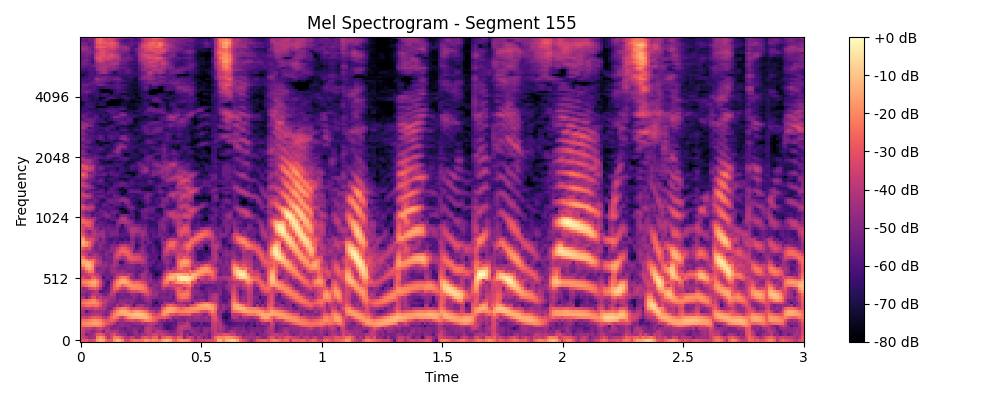 Mel Spectrogram - Segment 155
Frequency
4096
2048
1024
512
0
0
0.5
1
1.5
2
2.5
3
Time
+0 dB
-10 dB
-20 dB
-30 dB
-40 dB
-50 dB
-60 dB
-70 dB
-80 dB